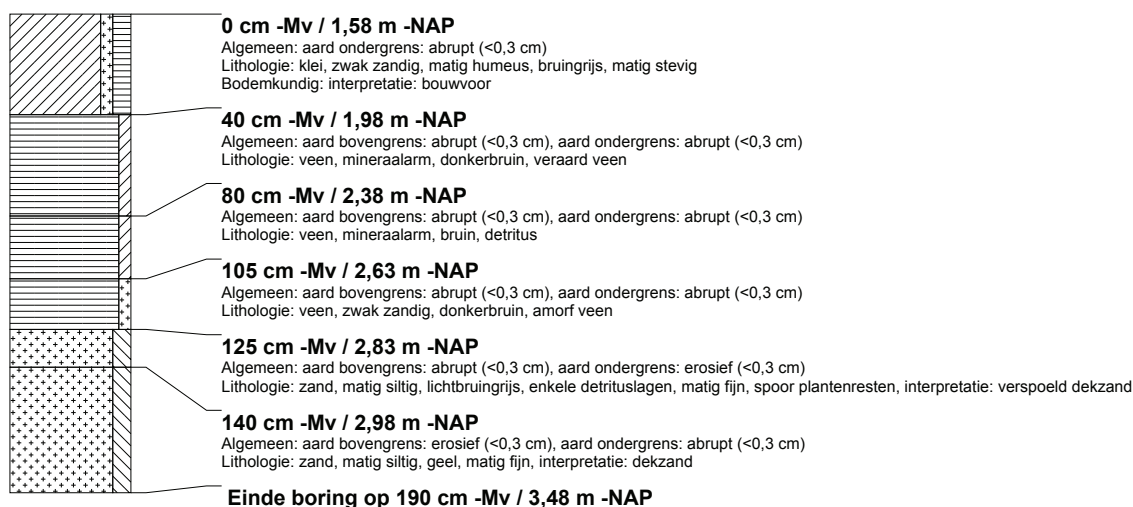 0 cm -Mv / 1,58 m -NAP
Algemeen: aard ondergrens: abrupt (<0,3 cm)
Lithologie: klei, zwak zandig, matig humeus, bruingrijs, matig stevig
Bodemkundig: interpretatie: bouwvoor
40 cm -Mv / 1,98 m -NAP
Algemeen: aard bovengrens: abrupt (<0,3 cm), aard ondergrens: abrupt (<0,3 cm)
Lithologie: veen, mineraalarm, donkerbruin, veraard veen
80 cm -Mv / 2,38 m -NAP
Algemeen: aard bovengrens: abrupt (<0,3 cm), aard ondergrens: abrupt (<0,3 cm)
Lithologie: veen, mineraalarm, bruin, detritus
105 cm -Mv / 2,63 m -NAP
Algemeen: aard bovengrens: abrupt (<0,3 cm), aard ondergrens: abrupt (<0,3 cm)
Lithologie: veen, zwak zandig, donkerbruin, amorf veen
125 cm -Mv / 2,83 m -NAP
Algemeen: aard bovengrens: abrupt (<0,3 cm), aard ondergrens: erosief (<0,3 cm)
Lithologie: zand, matig siltig, lichtbruingrijs, enkele detrituslagen, matig fijn, spoor plantenresten, interpretatie: verspoeld dekzand
140 cm -Mv / 2,98 m -NAP
Algemeen: aard bovengrens: erosief (<0,3 cm), aard ondergrens: abrupt (<0,3 cm)
Lithologie: zand, matig siltig, geel, matig fijn, interpretatie: dekzand
Einde boring op 190 cm -Mv / 3,48 m -NAP